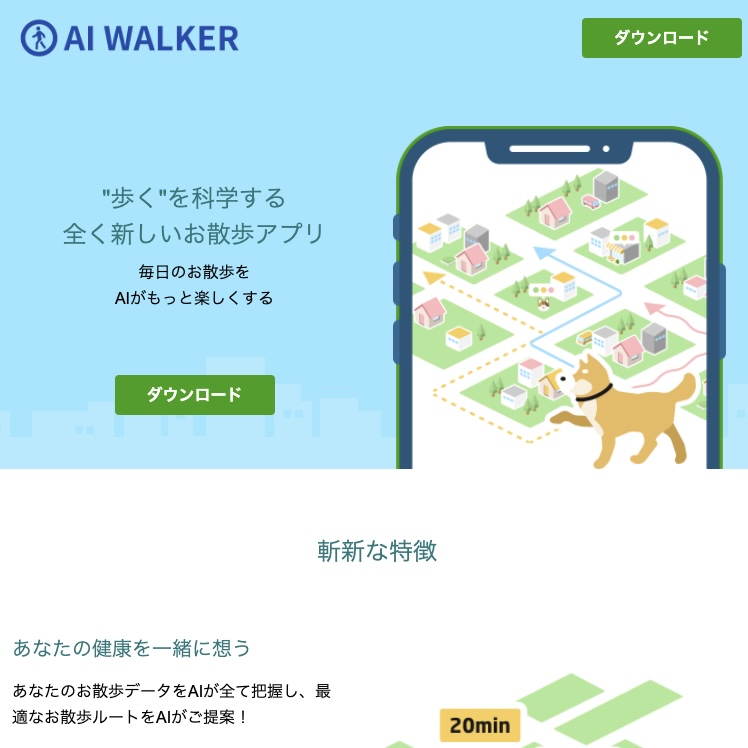 AI WALKER
ダウンロード
"歩く"を科学する
全く新しいお散歩アプリ
毎日のお散歩を
AIがもっと楽しくする
ダウンロード
斬新な特徴
あなたの健康を一緒に想う
あなたのお散歩データをAIが全て把握し、最
適なお散歩ルートをAIがご提案！
20min